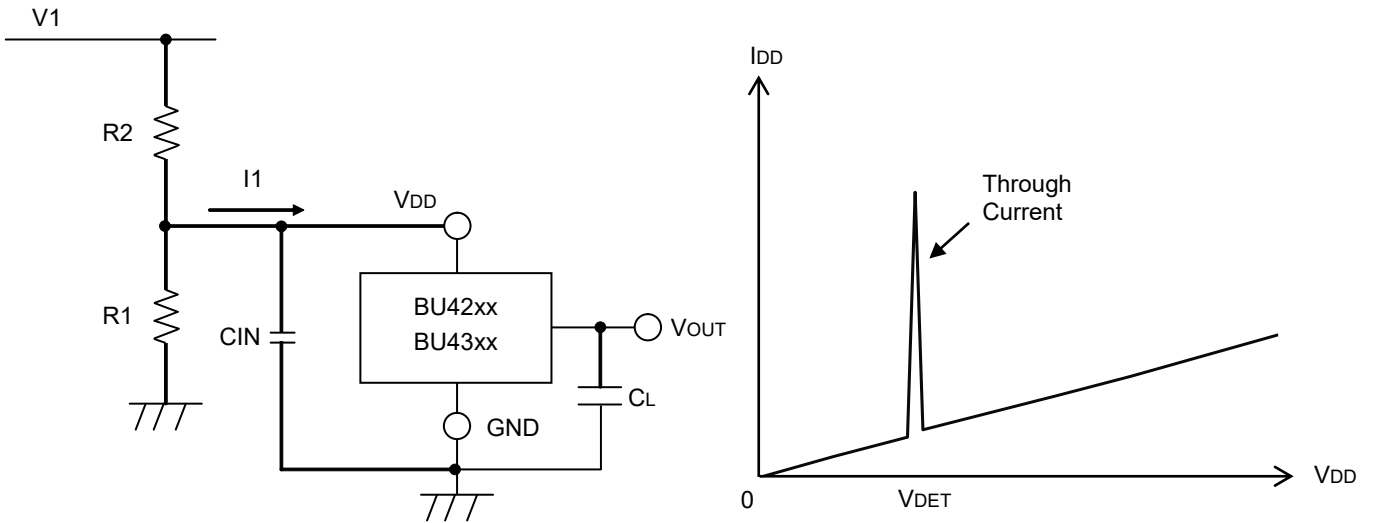 V1
R2
I1
VDD
R1
CIN
BU42xx
BU43xx
VOUT
CL
GND
IDD
Through
Current
0
VDET
VDD